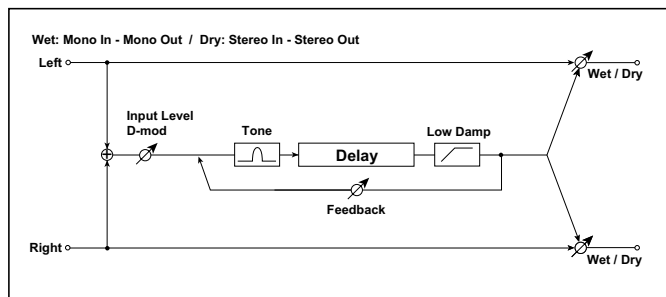 Wet: Mono In - Mono Out / Dry: Stereo In - Stereo Out
Left
Wet / Dry
Input Level
D-mod
Tone
Delay
Low Damp
Feedback
Right
Wet / Dry